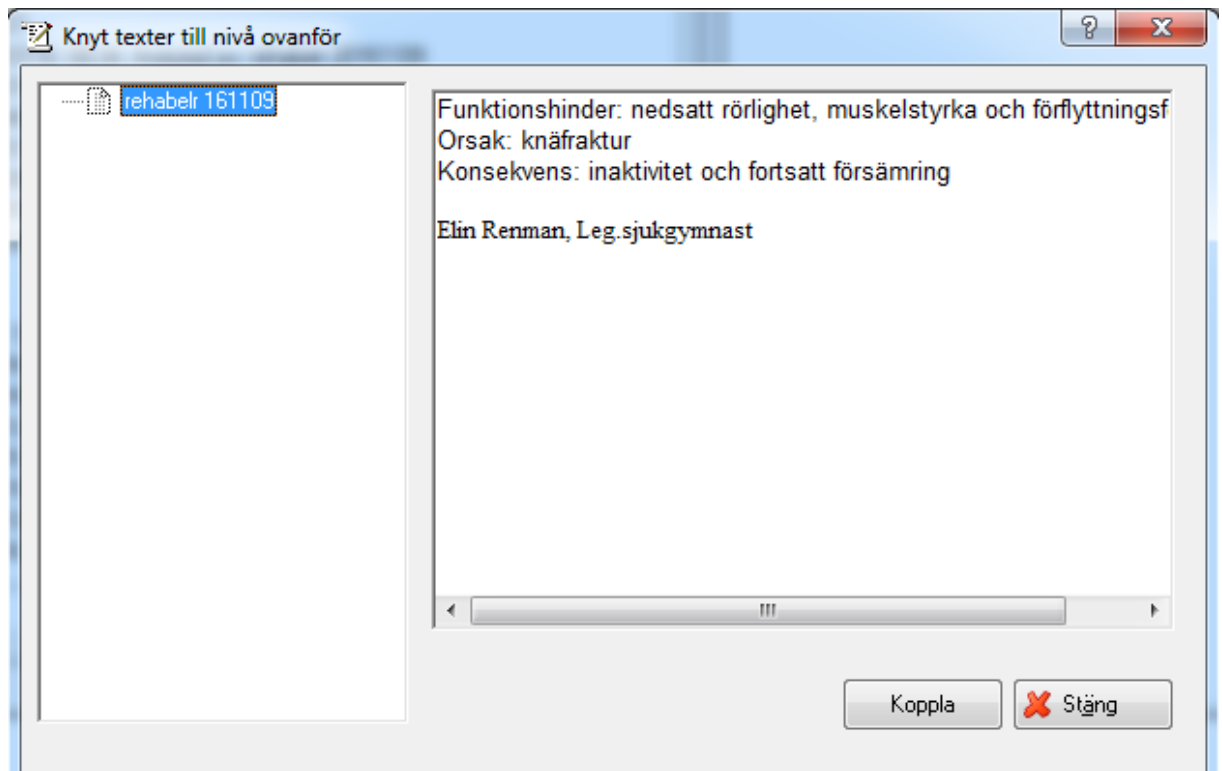 Knyt texter till nivå ovanför
rehabelr 161109
Funktionshinder: nedsatt rörlighet, muskelstyrka och förflyttningsf
Orsak: knäfraktur
Konsekvens: inaktivitet och fortsatt försämring
Elin Renman, Leg.sjukgymnast
Koppla
Stäng